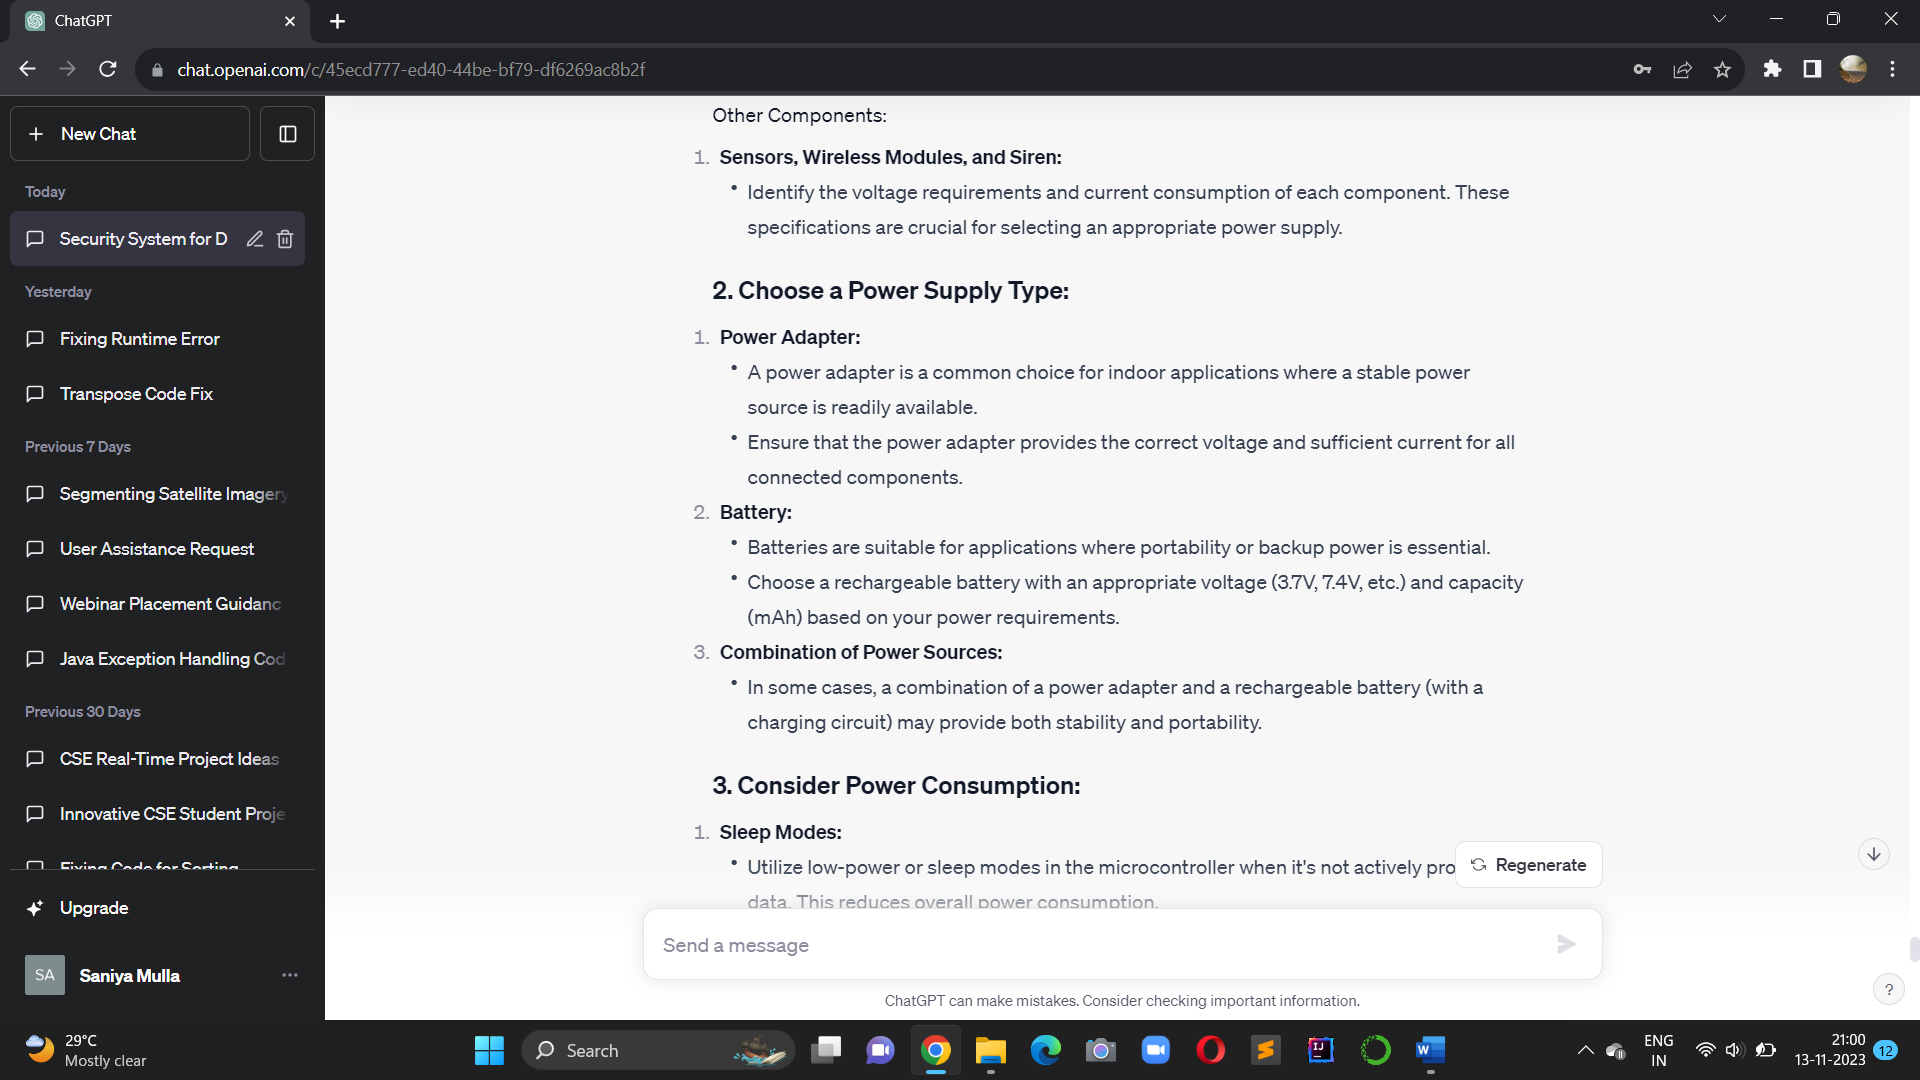 ChatGPT
chat.openai.com/c/45ecd777-ed40-44be-bf79-df6269ac8b2f
New Chat
Today
Security System for D
Yesterday
Fixing Runtime Error
Transpose Code Fix
Previous 7 Days
Segmenting Satellite Imagery
User Assistance Request
Webinar Placement Guidanc
Java Exception Handling Cod
Previous 30 Days
CSE Real-Time Project Ideas
Innovative CSE Student Proje
Fixing Code for Sorting
Upgrade
SA
Saniya Mulla
Other Components:
1. Sensors, Wireless Modules, and Siren:
• Identify the voltage requirements and current consumption of each component. These
specifications are crucial for selecting an appropriate power supply.
2. Choose a Power Supply Type:
1. Power Adapter:
• A power adapter is a common choice for indoor applications where a stable power
source is readily available.
• Ensure that the power adapter provides the correct voltage and sufficient current for all
connected components.
2. Battery:
• Batteries are suitable for applications where portability or backup power is essential.
• Choose a rechargeable battery with an appropriate voltage (3.7V, 7.4V, etc.) and capacity
(mAh) based on your power requirements.
3. Combination of Power Sources:
• In some cases, a combination of a power adapter and a rechargeable battery (with a
charging circuit) may provide both stability and portability.
3. Consider Power Consumption:
1. Sleep Modes:
• Utilize low-power or sleep modes in the microcontroller when it's not actively pro
data. This reduces overall power consumption.
Regenerate
Send a message
ChatGPT can make mistakes. Consider checking important information.
?
29°C
Mostly clear
Search
IJ
W
ENG
IN
21:00
13-11-2023
12